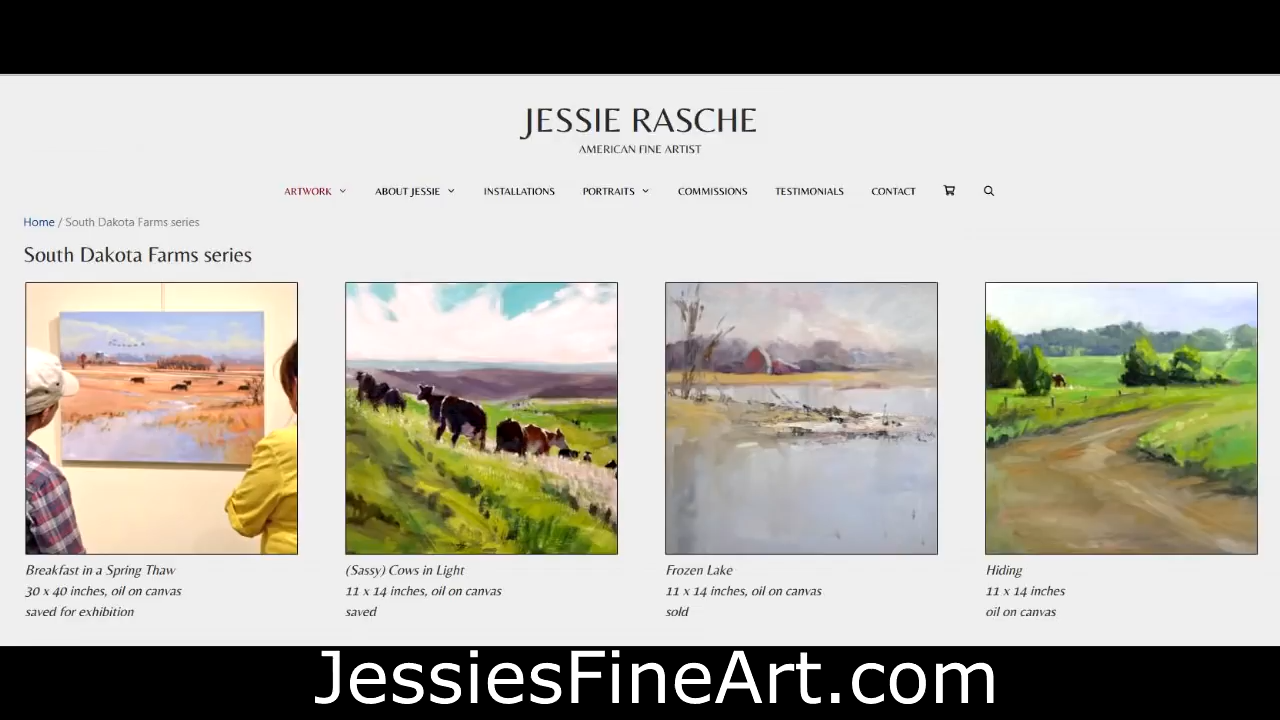 JESSIE RASCHE
AMERICAN FINE ARTIST
ARTWORK ABOUT JESSIE INSTALLATIONS PORTRAITS COMMISSIONS TESTIMONIALS CONTACT
Home / South Dakota Farms series
South Dakota Farms series
Breakfast in a Spring Thaw
30 x 40 inches, oil on canvas
saved for exhibition
(Sassy) Cows in Light
11 x 14 inches, oil on canvas
saved
Frozen Lake
11 x 14 inches, oil on canvas
sold
Hiding
11 x 14 inches
oil on canvas
JessiesFineArt.com